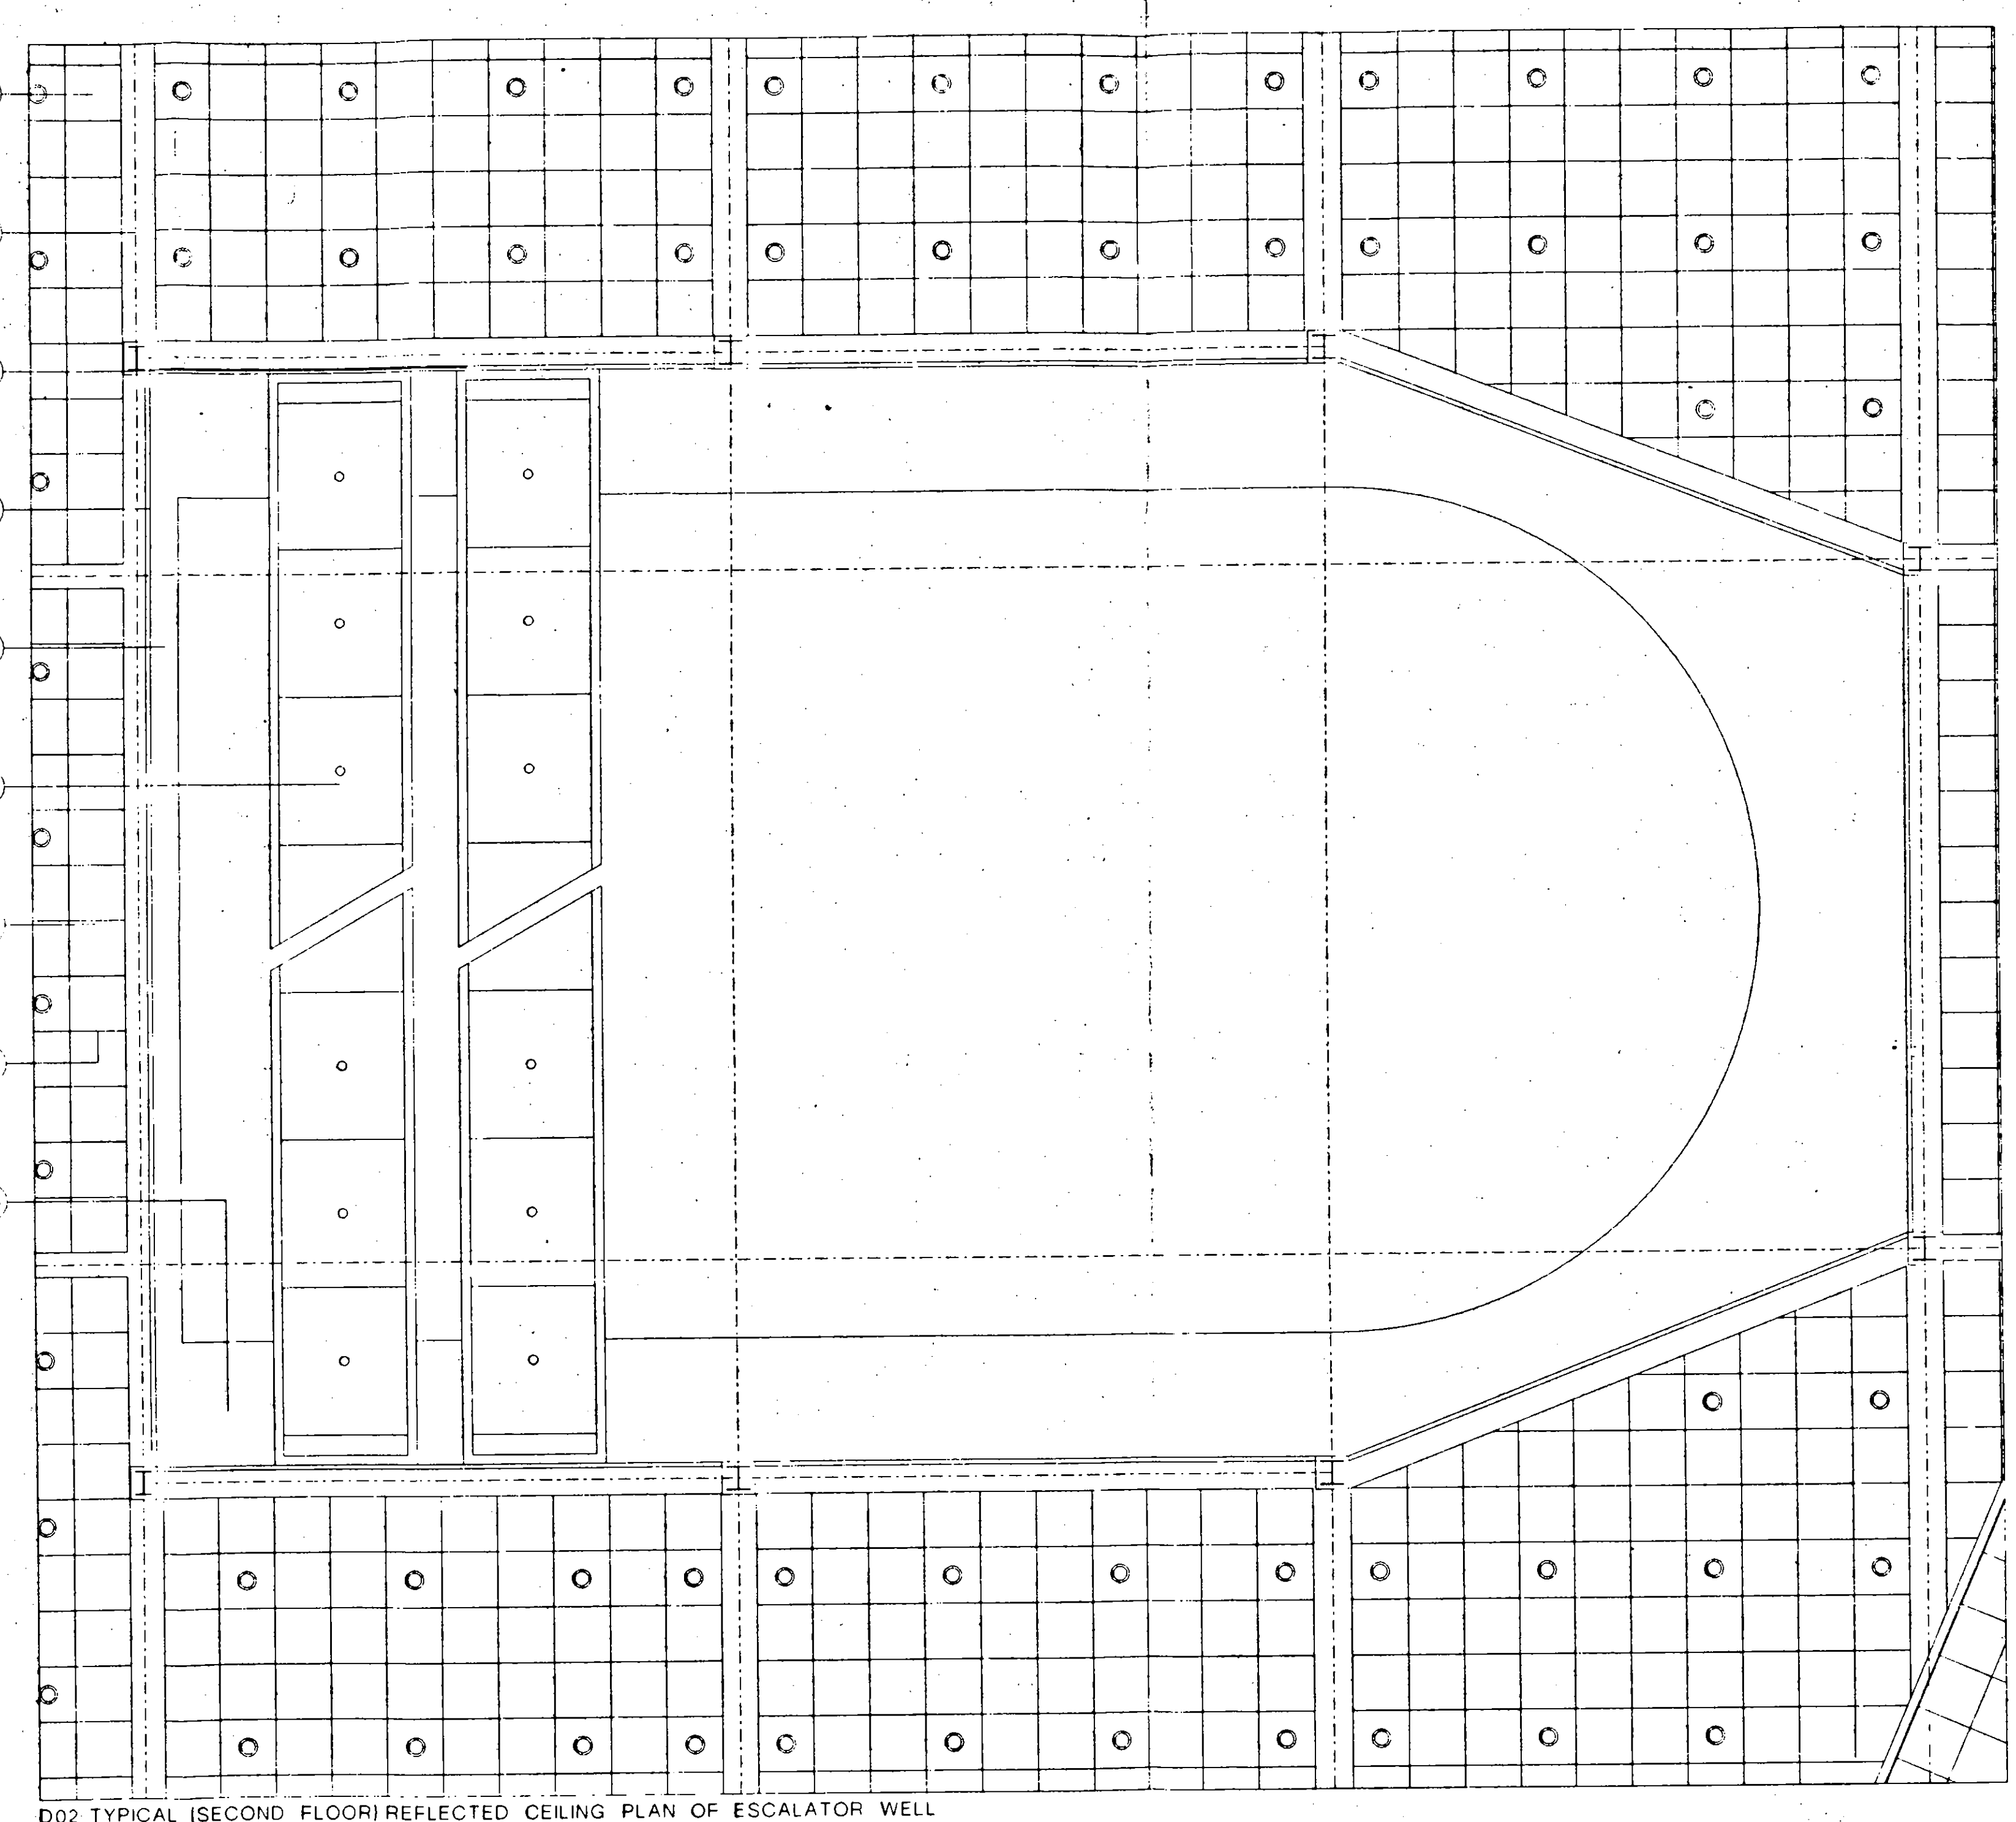 D02 TYPICAL (SECOND FLOOR) REFLECTED CEILING PLAN OF ESCALATOR WELL